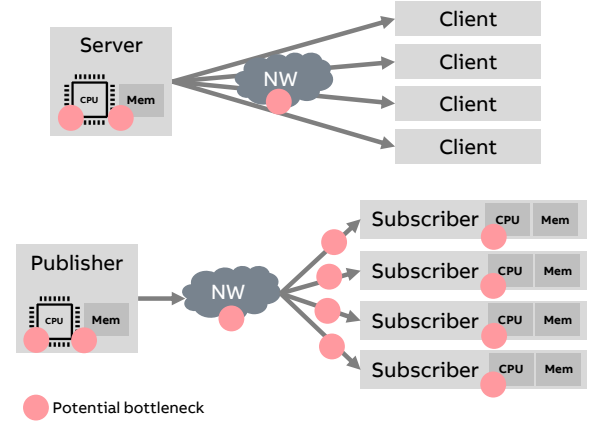 Server
CPU
Mem
NW
Client
Client
Client
Client
Publisher
CPU
Mem
NW
Subscriber CPU Mem
Subscriber CPU Mem
Subscriber CPU Mem
Subscriber CPU Mem
Potential bottleneck